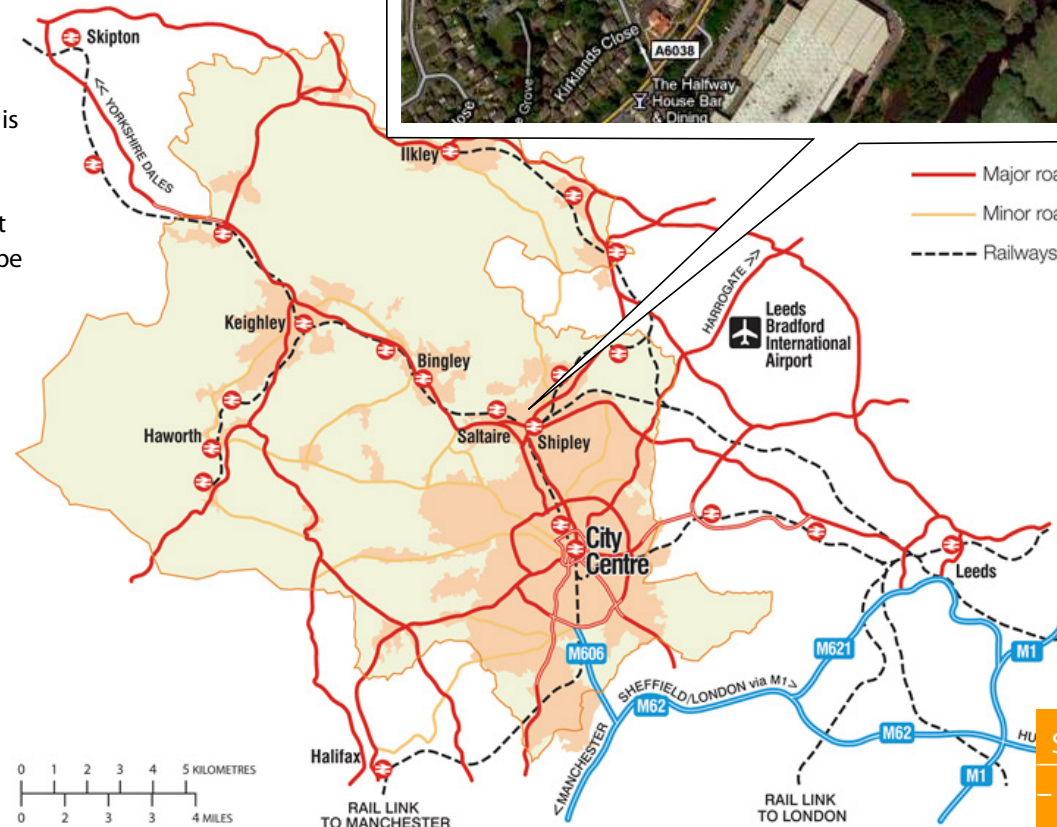 Skipton
<< YORKSHIRE DALES
is
t
Kirklands Close
Grove
A6038
The Halfway
House Bar
& Dining
Ilkley
Major
Minor
Railways
HARROGATE >>
Leeds
Bradford
International
Airport
Keighley
Bingley
Haworth
Saltaire
Shipley
City
Centre
Leeds
M606
M621
M1
SHEFFIELD/LONDON via M1>
M62
M62
<MANCHESTER
M1
Halifax
RAIL LINK
TO MANCHESTER
RAIL LINK
TO LONDON
0 1 2 3 4 5 KILOMETRES
0 2 3 4 MILES